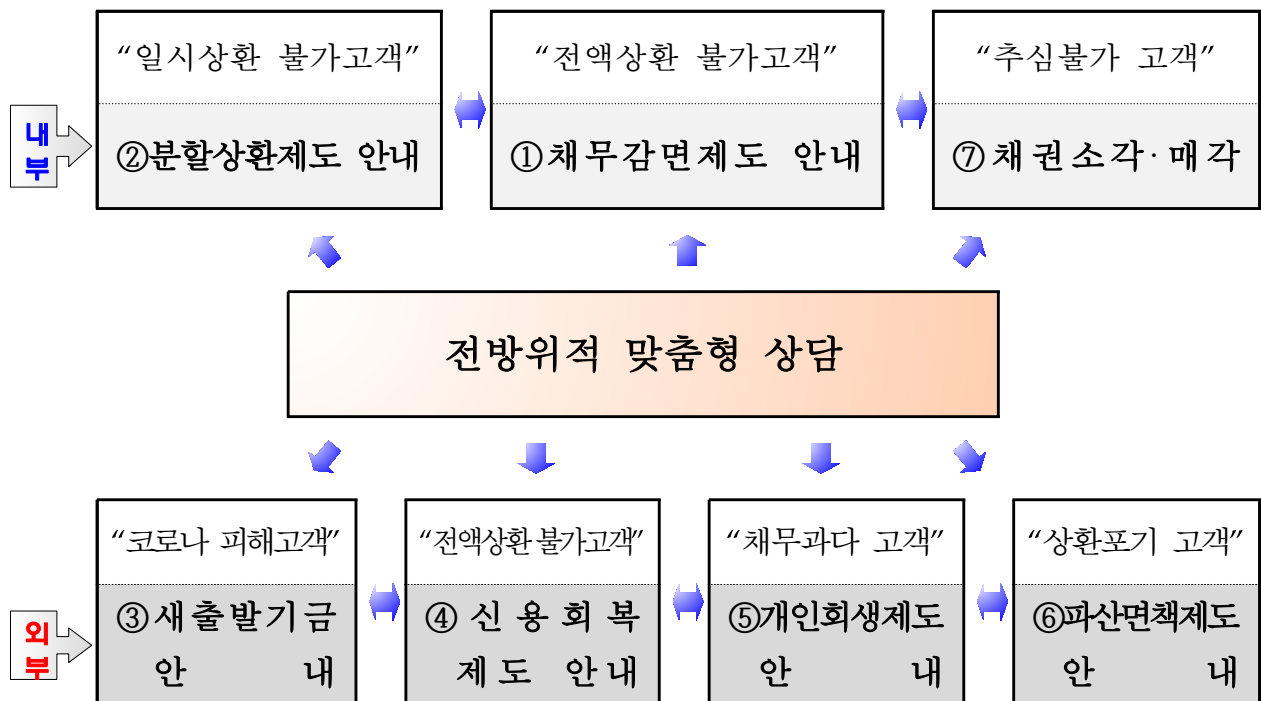 "일시상환 불가고객"
"전액상환 불가고객"
"추심불가 고객"
내
부
②분할상환제도 안내
①채무감면제도 안내
⑦채권소각·매각
전방위적 맞춤형 상담
"코로나 피해고객"
"전액상환 불가고객"
"채무과다 고객"
"상환포기 고객"
외
부
③새출발기금
안 내
④ 신용회복
제도 안내
⑤개인회생제도
안 내
⑥파산면책제도
안 내